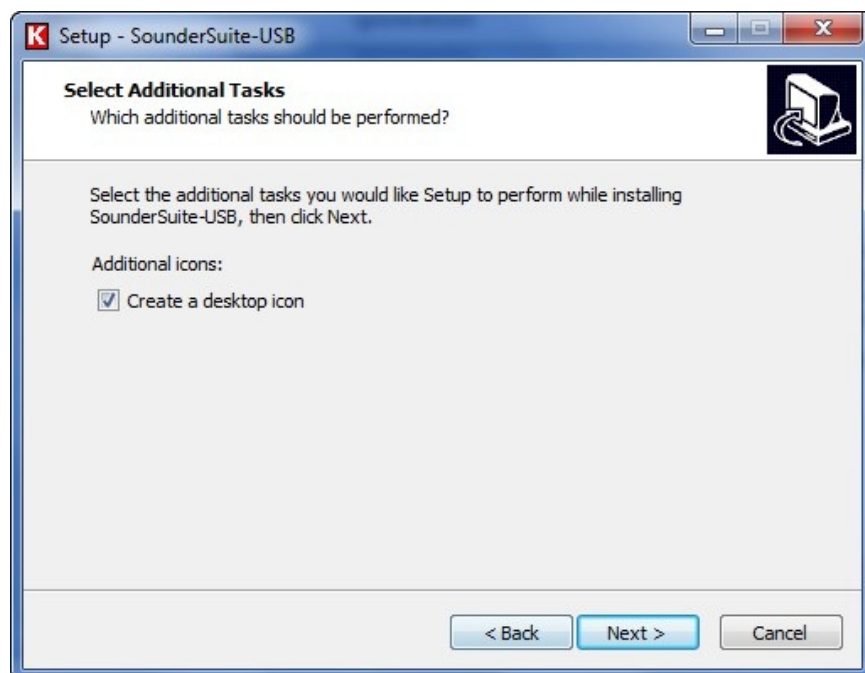 K Setup - SounderSuite-USB
Select Additional Tasks
Which additional tasks should be performed?
Select the additional tasks you would like Setup to perform while installing
SounderSuite-USB, then click Next.
Additional icons:
Create a desktop icon
< Back Next > Cancel